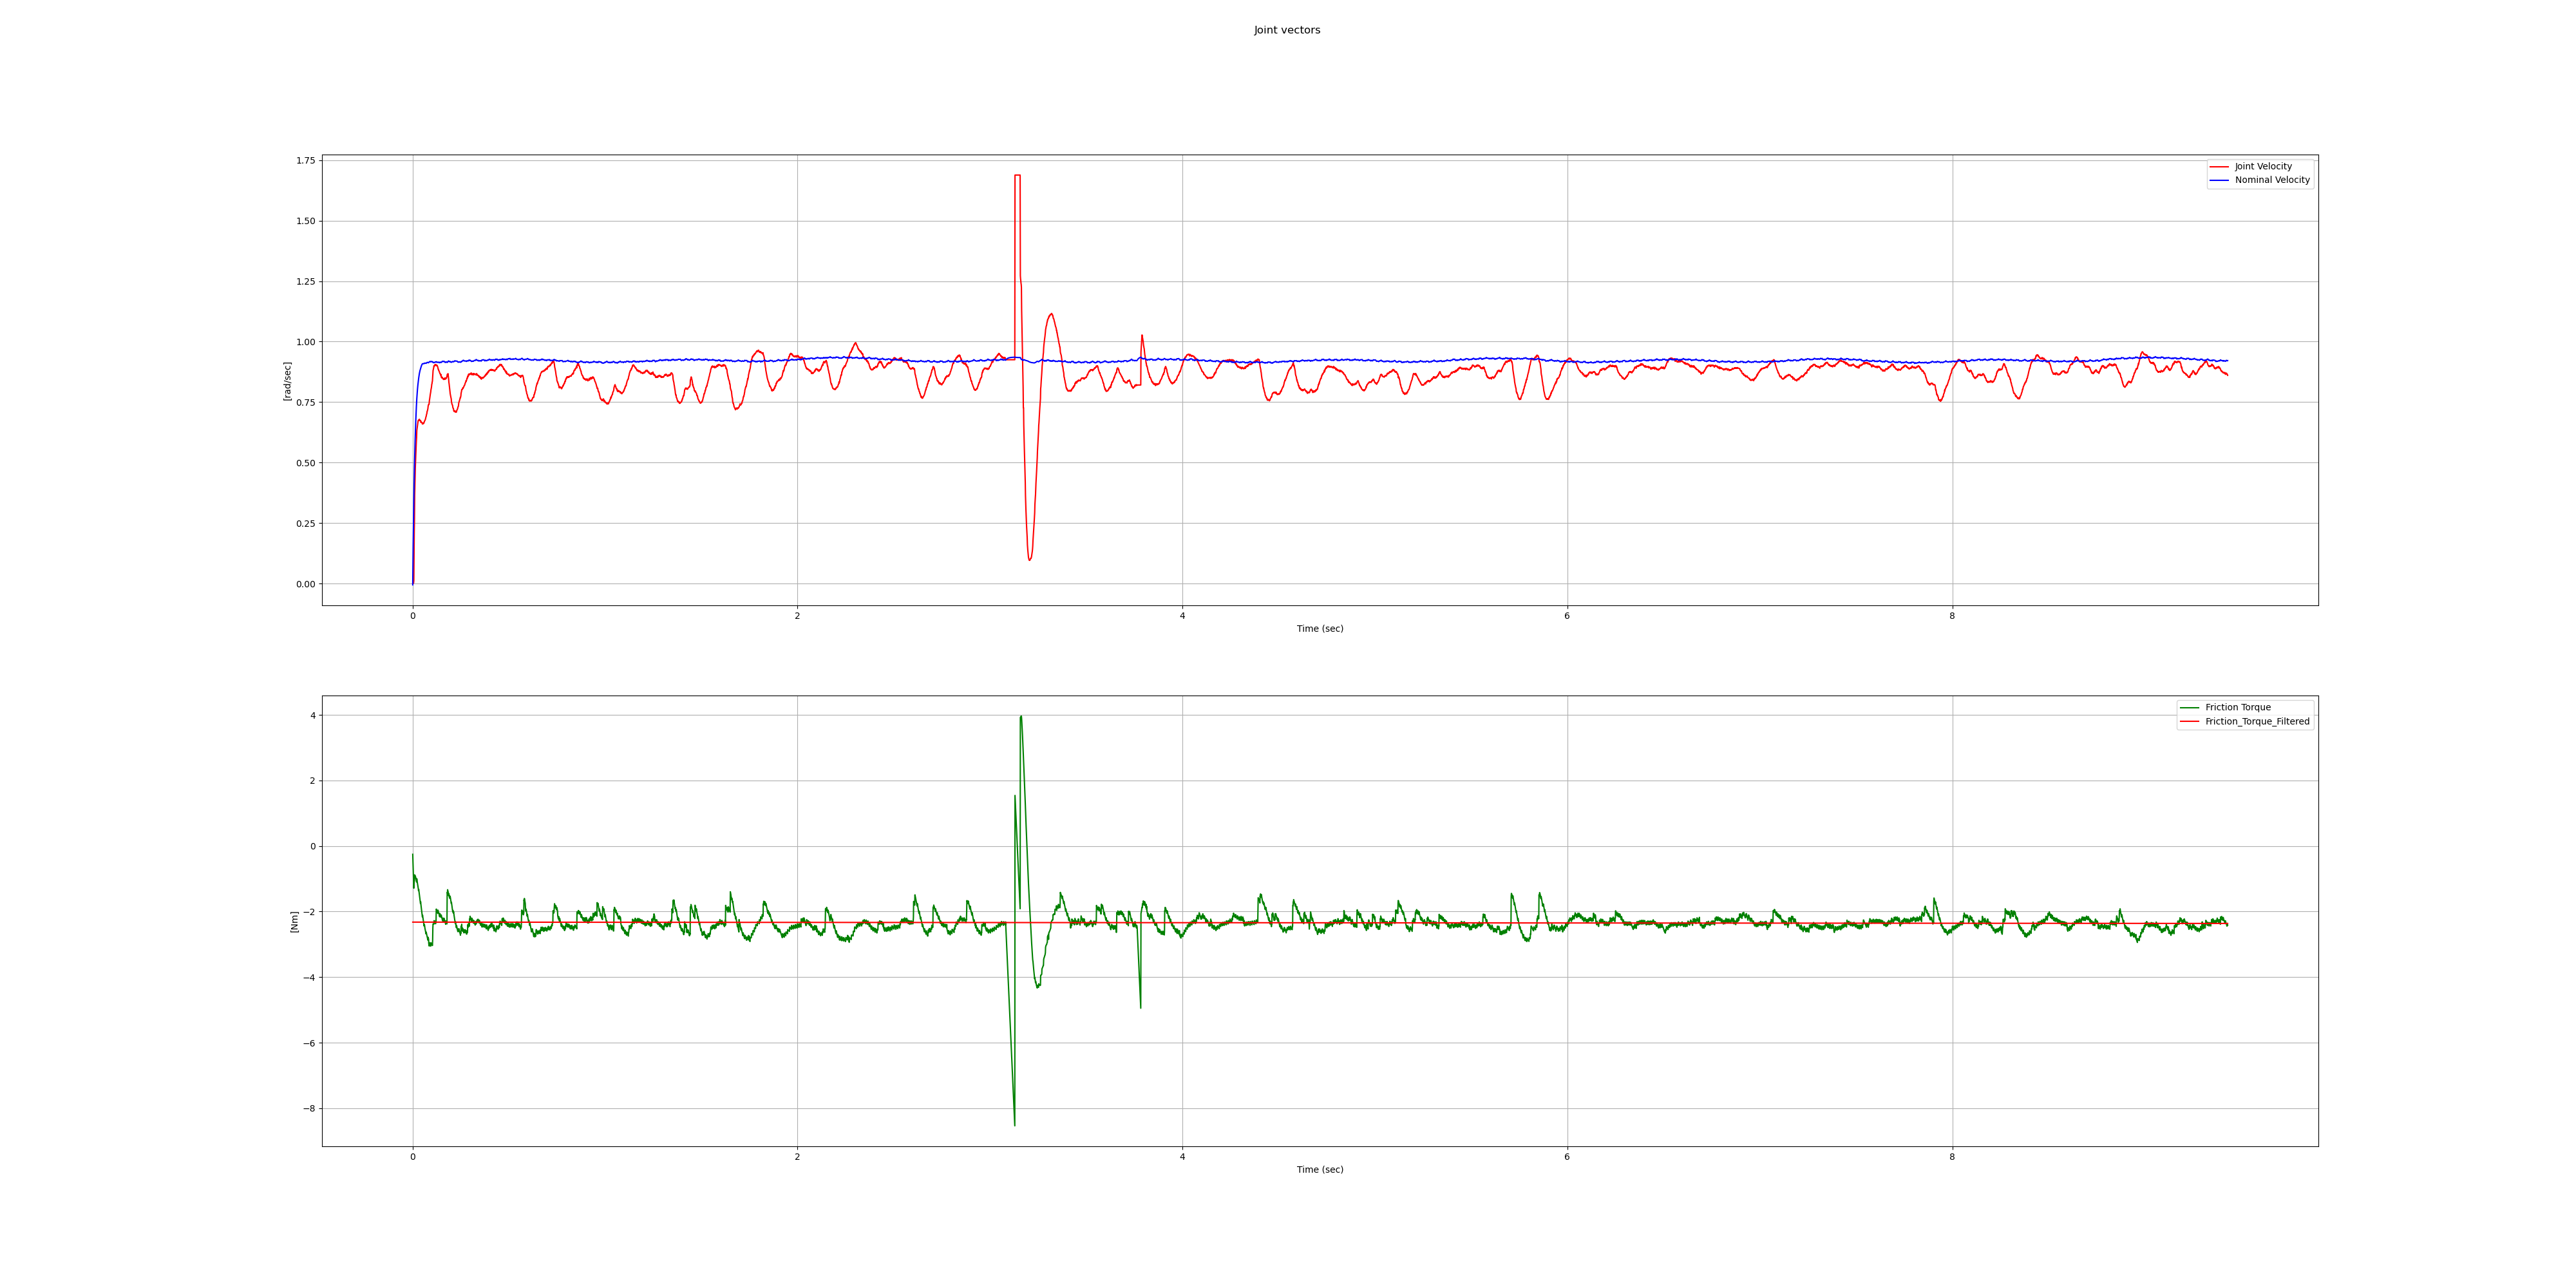 Joint vectors
1.75
1.50
1.25
1.00
0.75
0.50
0.25
0.00
[rad/sec]
Joint Velocity
Nominal Velocity
0 2 4 6 8
Time (sec)
4
2
0
−2
−4
−6
−8
[Nm]
Friction Torque
Friction_Torque_Filtered
0 2 4 6 8
Time (sec)